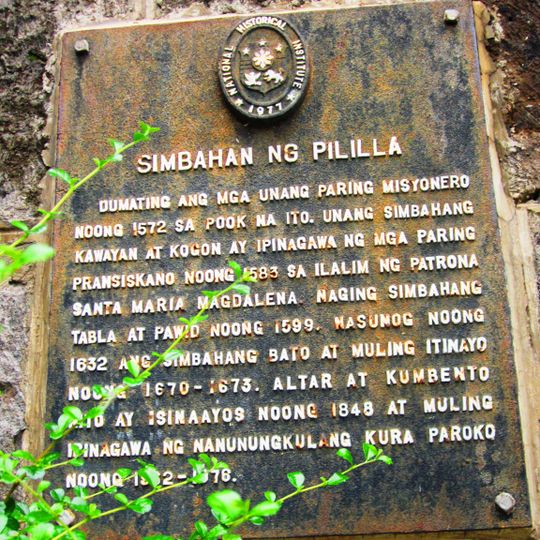 NATIONAL HISTORICAL INSTITUTE
1977
SIMBAHAN NG PILILLA
DUMATING ANG MGA UNANG PARING MISYONERO
NOONG 1572 SA POOK NA ITO. UNANG SIMBAHANG
KAWAYAN AT KOGON AY IPINAGAWA NG MGA PARING
PRANSISKANO NOONG 1583 SA ILALIM NG PATRONA
SANTA MARIA MAGDALENA. NAGING SIMBAHANG
TABLA AT PAWID NOONG 1599. NASUNOG NOONG
1632 ANG SIMBAHANG BATO AT MULING ITINAYO
NOONG 1670-1673. ALTAR AT KUMBENTO
NITO AY ISINAAYOS NOONG 1848 AT MULING
IPINAGAWA NG NANUNUNGKULANG KURA PAROKO
NOONG